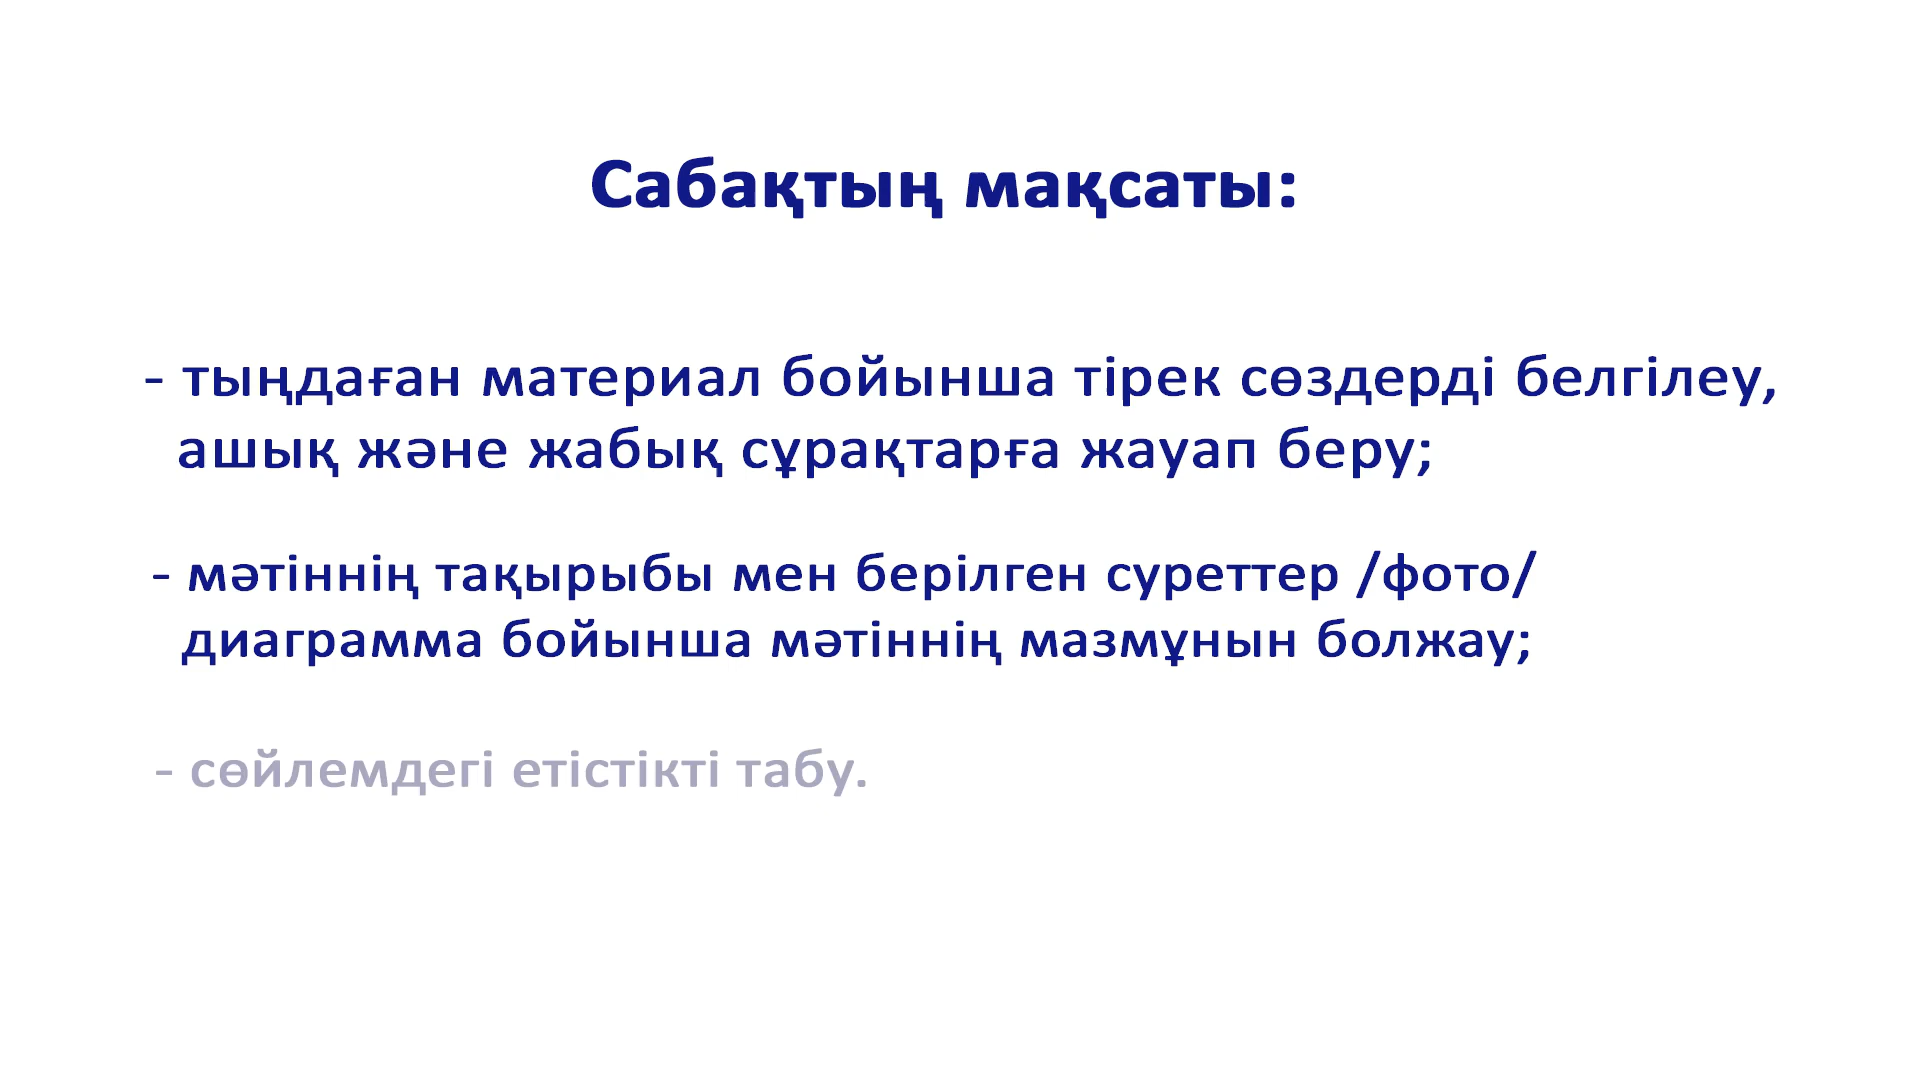 Сабақтың мақсаты:
- тыңдаған материал бойынша тірек сөздерді белгілеу,
ашық және жабық сұрақтарға жауап беру;
- мәтіннің тақырыбы мен берілген суреттер /фото/
диаграмма бойынша мәтіннің мазмұнын болжау;
- сөйлемдегі етістікті табу.